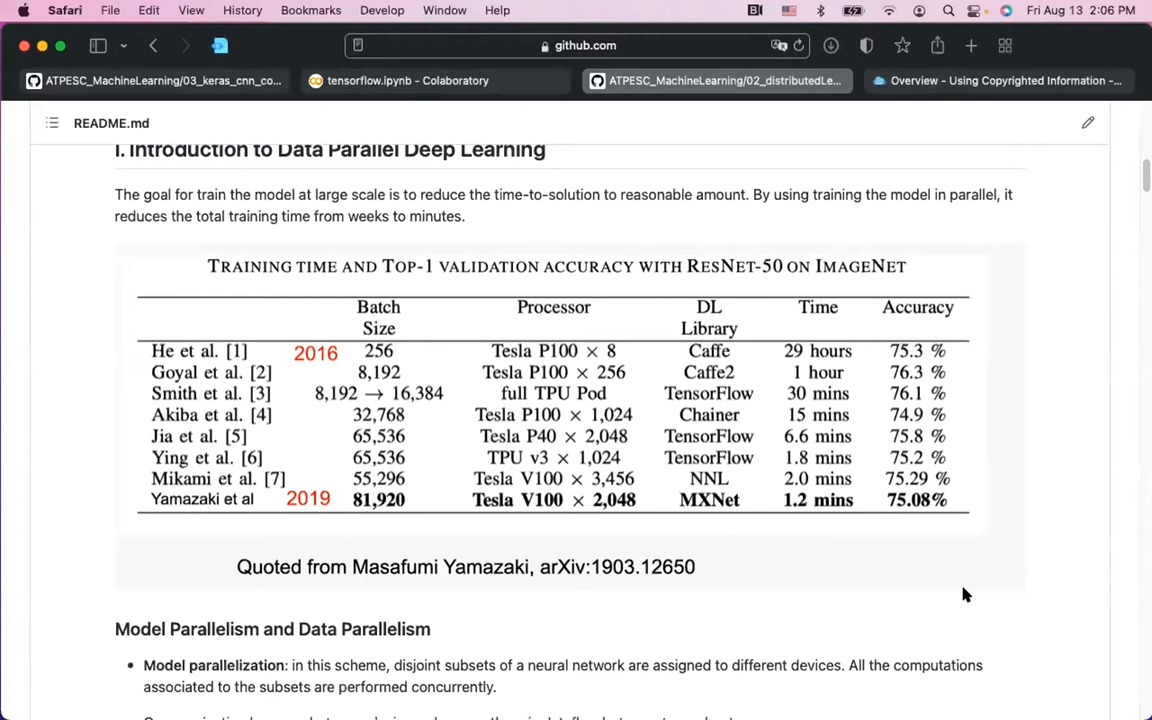 Safari File Edit View History Bookmarks Develop Window Help Fri Aug 13 2:06 PM
github.com
ATPESC_MachineLearning/03_keras_cnn_co... tensorflow.ipynb - Colaboratory ATPESC_MachineLearning/02_distributedLe... Overview - Using Copyrighted Information -...
README.md
I. Introduction to Data Parallel Deep Learning
The goal for train the model at large scale is to reduce the time-to-solution to reasonable amount. By using training the model in parallel, it
reduces the total training time from weeks to minutes.
TRAINING TIME AND TOP-1 VALIDATION ACCURACY WITH RESNET-50 ON IMAGENET
Batch Processor DL Time Accuracy
Size Library
He et al. [1] 2016 256 Tesla P100 × 8 Caffe 29 hours 75.3 %
Goyal et al. [2] 8,192 Tesla P100 × 256 Caffe2 1 hour 76.3 %
Smith et al. [3] 8,192 → 16,384 full TPU Pod TensorFlow 30 mins 76.1 %
Akiba et al. [4] 32,768 Tesla P100 × 1,024 Chainer 15 mins 74.9 %
Jia et al. [5] 65,536 Tesla P40 × 2,048 TensorFlow 6.6 mins 75.8 %
Ying et al. [6] 65,536 TPU v3 × 1,024 TensorFlow 1.8 mins 75.2 %
Mikami et al. [7] 55,296 Tesla V100 × 3,456 NNL 2.0 mins 75.29 %
Yamazaki et al 2019 81,920 Tesla V100 × 2,048 MXNet 1.2 mins 75.08%
Quoted from Masafumi Yamazaki, arXiv:1903.12650
Model Parallelism and Data Parallelism
Model parallelization: in this scheme, disjoint subsets of a neural network are assigned to different devices. All the computations
associated to the subsets are performed concurrently.